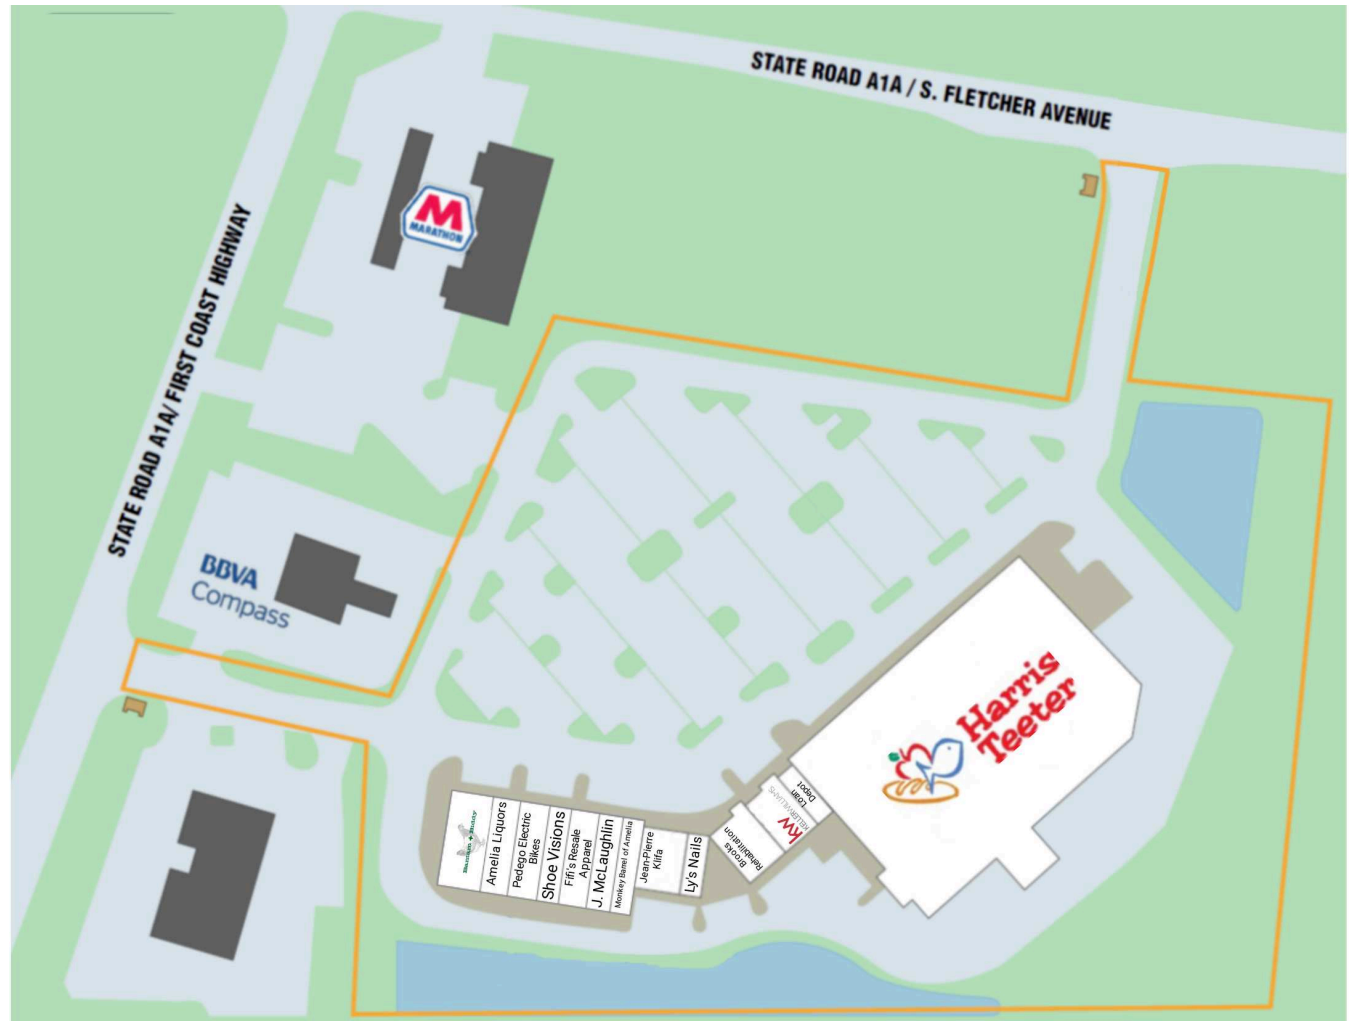 STATE ROAD A1A / S. FLETCHER AVENUE
STATE ROAD A1A/ FIRST COAST HIGHWAY
M
MARATHON
BBVA
Compass
Harris
Teeter
Amelia Liquors
Pedego Electric
Bikes
Shoe Visions
Fifi's Resale
Apparel
J. McLaughlin
Monkey Barrel of Amelia
Jean-Pierre
Klifa
Ly's Nails
Brooks
Rehabilitation
kw
KELLERWILLIAMS
Loan
Depot